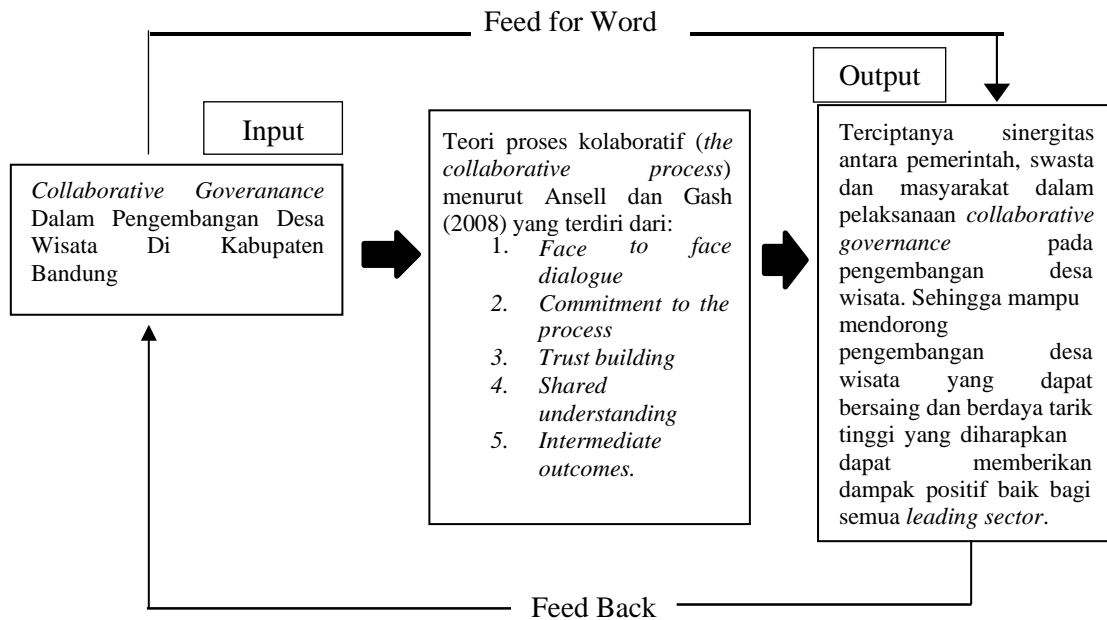 Feed for Word
Input
Collaborative Goveranance
Dalam Pengembangan Desa
Wisata Di Kabupaten
Bandung
Teori proses kolaboratif (the
collaborative process)
menurut Ansell dan Gash
(2008) yang terdiri dari:
1. Face to face
dialogue
2. Commitment to the
process
3. Trust building
4. Shared
understanding
5. Intermediate
outcomes.
Output
Terciptanya sinergitas
antara pemerintah, swasta
dan masyarakat dalam
pelaksanaan collaborative
governance pada
pengembangan desa
wisata. Sehingga mampu
mendorong
pengembangan desa
wisata yang dapat
bersaing dan berdaya tarik
tinggi yang diharapkan
dapat memberikan
dampak positif baik bagi
semua leading sector.
Feed Back